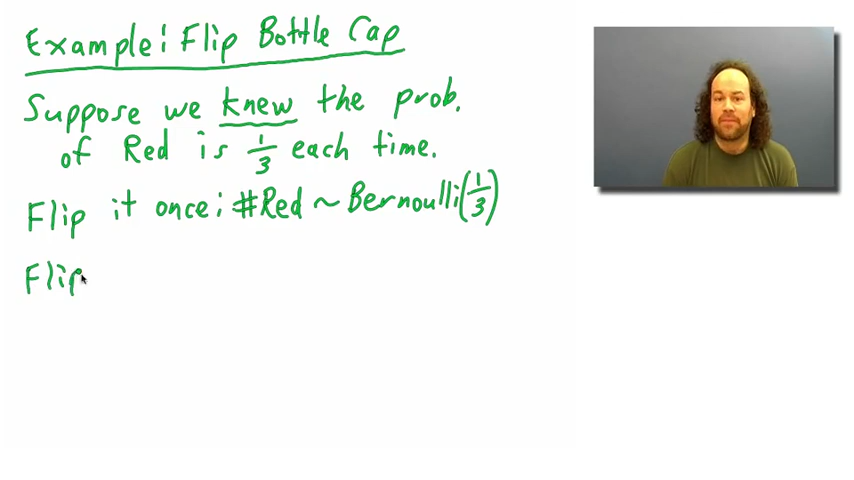 Example: Flip Bottle Cap
Suppose we knew the prob.
of Red is 1/3 each time.
Flip it once: #Red ~ Bernoulli(1/3)
Flip